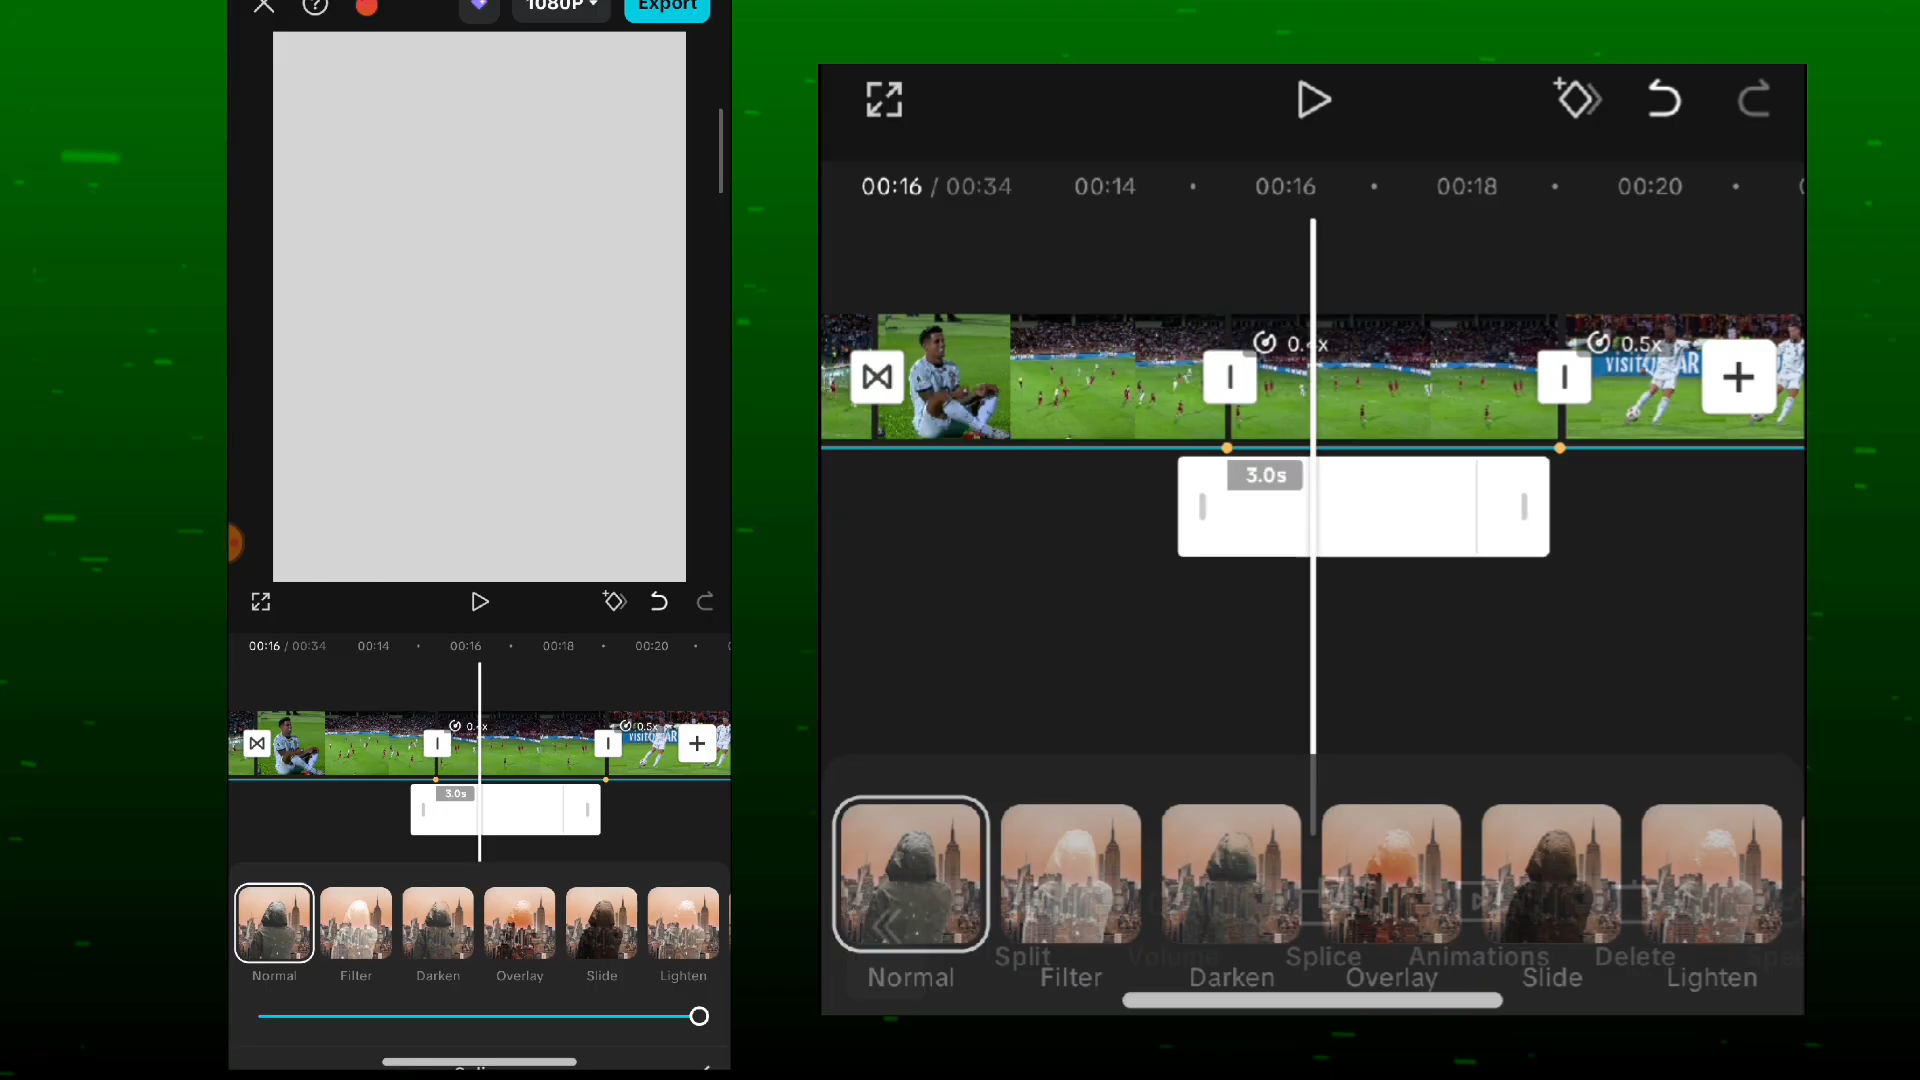 1080P
Export
00:16 / 00:34
00:14
00:16
00:18
00:20
0.5x
3.0s
Normal
Filter
Darken
Overlay
Slide
Lighten
00:16 / 00:34
00:14
00:16
00:18
00:20
0.5x
VISIT
AR
3.0s
Split
Volume
Splice
Animations
Delete
Normal
Filter
Darken
Overlay
Slide
Lighten